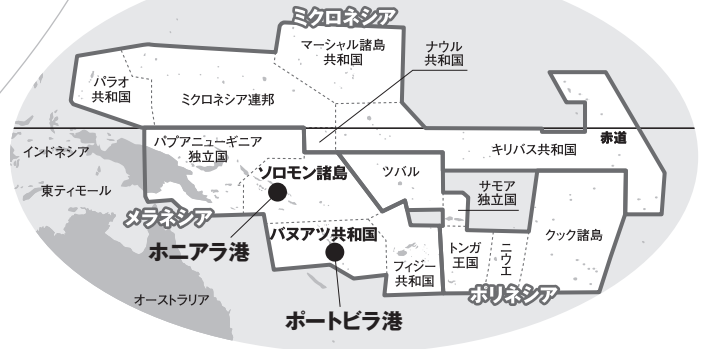 ミクロネシア
マーシャル諸島
共和国
ナウル
共和国
パラオ
共和国
ミクロネシア連邦
赤道
パプアニューギニア
独立国
キリバス共和国
インドネシア
ソロモン諸島
ツバル
サモア
独立国
東ティモール
メラネシア
バヌアツ共和国
クック諸島
ホニアラ港
トンガ
王国
ニウエ
フィジー
共和国
ポリネシア
オーストラリア
ポートビラ港